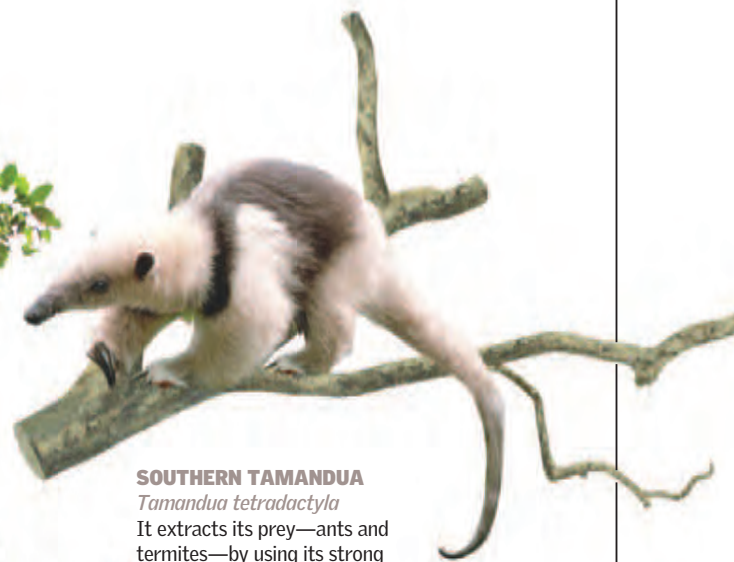 SOUTHERN TAMANDUA
Tamandua tetradactyla
It extracts its prey—ants and
termites—by using its strong